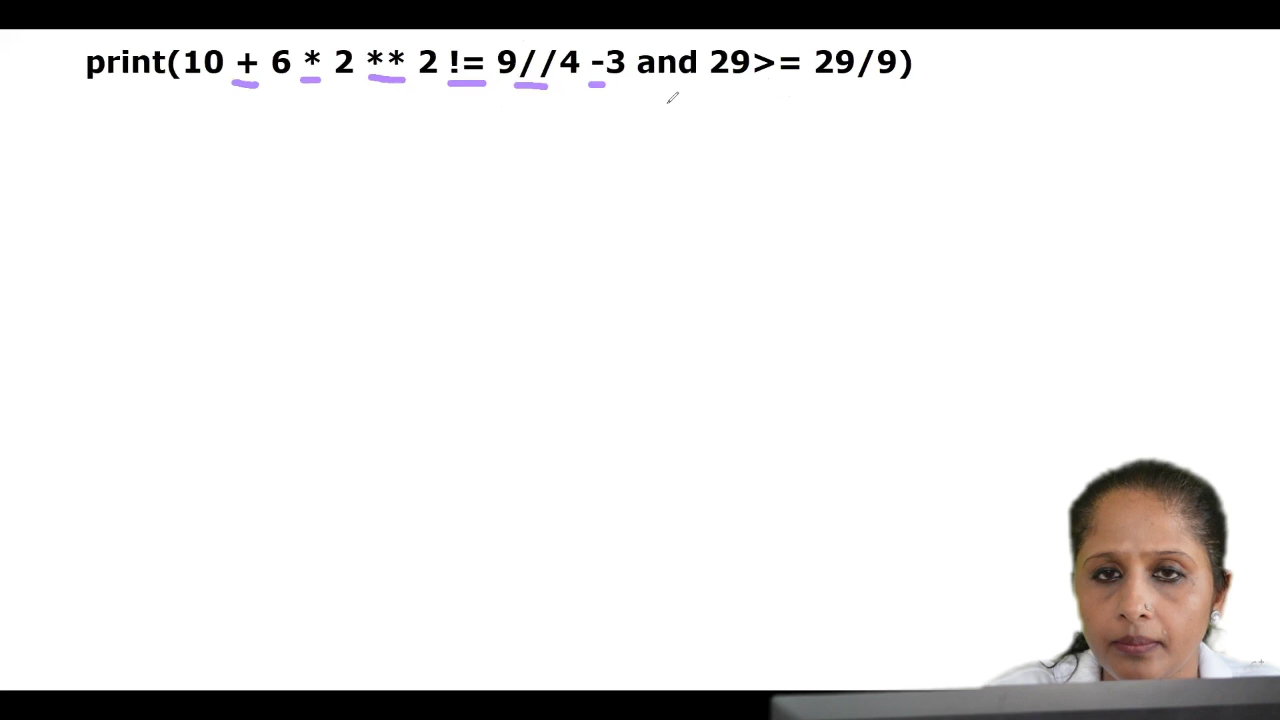 print(10 + 6 * 2 ** 2 != 9//4 -3 and 29>= 29/9)